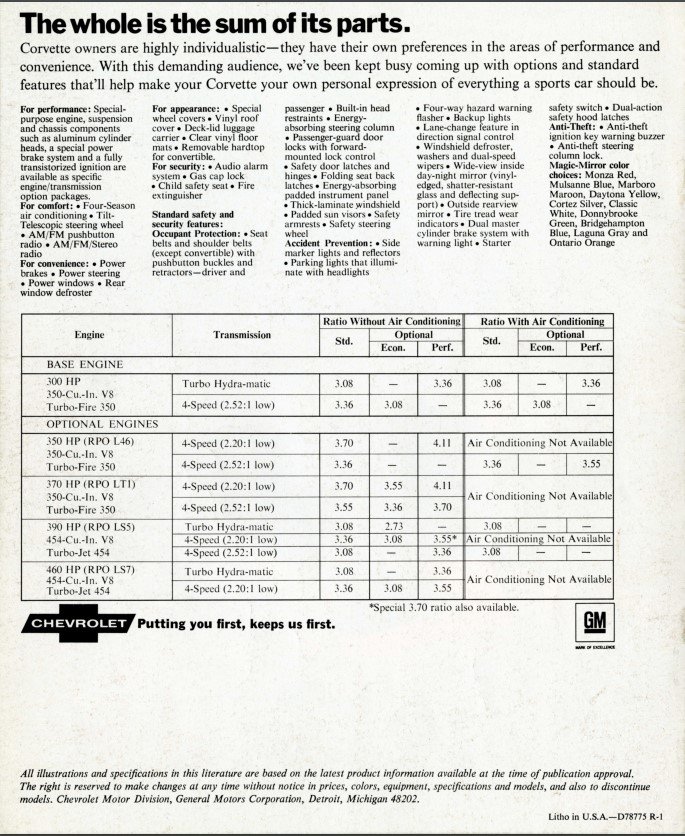 The whole is the sum of its parts.
Corvette owners are highly individualistic—they have their own preferences in the areas of performance and
convenience. With this demanding audience, we've been kept busy coming up with options and standard
features that'll help make your Corvette your own personal expression of everything a sports car should be.
For performance: Special-
purpose engine, suspension
and chassis components
such as aluminum cylinder
heads, a special power
brake system and a fully
transistorized ignition are
available as specific
engine/transmission
option packages.
For comfort: • Four-Season
air conditioning • Tilt-
Telescopic steering wheel
• AM/FM pushbutton
radio • AM/FM/Stereo
radio
For convenience: • Power
brakes • Power steering
• Power windows • Rear
window defroster
For appearance: • Special
wheel covers • Vinyl roof
cover • Deck-lid luggage
carrier • Clear vinyl floor
mats • Removable hardtop
for convertible.
For security: • Audio alarm
system • Gas cap lock
• Child safety seat • Fire
extinguisher
Standard safety and
security features:
Occupant Protection: • Seat
belts and shoulder belts
(except convertible) with
pushbutton buckles and
retractors—driver and
passenger • Built-in head
restraints • Energy-
absorbing steering column
• Passenger-guard door
locks with forward-
mounted lock control
• Safety door latches and
hinges • Folding seat back
latches • Energy-absorbing
padded instrument panel
• Thick-laminate windshield
• Padded sun visors • Safety
armrests • Safety steering
wheel
Accident Prevention: • Side
marker lights and reflectors
• Parking lights that illumi-
nate with headlights
• Four-way hazard warning
flasher • Backup lights
• Lane-change feature in
direction signal control
• Windshield defroster,
washers and dual-speed
wipers • Wide-view inside
day-night mirror (vinyl-
edged, shatter-resistant
glass and deflecting sup-
port) • Outside rearview
mirror • Tire tread wear
indicators • Dual master
cylinder brake system with
warning light • Starter
safety switch • Dual-action
safety hood latches
Anti-Theft: • Anti-theft
ignition key warning buzzer
• Anti-theft steering
column lock.
Magic-Mirror color
choices: Monza Red,
Mulsanne Blue, Marboro
Maroon, Daytona Yellow,
Cortez Silver, Classic
White, Donnybrooke
Green, Bridgehampton
Blue, Laguna Gray and
Ontario Orange
Engine Transmission Ratio Without Air Conditioning Ratio With Air Conditioning
Std. Optional Std. Optional
Econ. Perf. Econ. Perf.
BASE ENGINE
300 HP
350-Cu.-In. V8
Turbo-Fire 350
Turbo Hydra-matic 3.08 — 3.36 3.08 — 3.36
4-Speed (2.52:1 low) 3.36 3.08 — 3.36 3.08 —
OPTIONAL ENGINES
350 HP (RPO L46)
350-Cu.-In. V8
Turbo-Fire 350
4-Speed (2.20:1 low) 3.70 — 4.11 Air Conditioning Not Available
4-Speed (2.52:1 low) 3.36 — — 3.36 — 3.55
370 HP (RPO LT1)
350-Cu.-In. V8
Turbo-Fire 350
4-Speed (2.20:1 low) 3.70 3.55 4.11
4-Speed (2.52:1 low) 3.55 3.36 3.70
Air Conditioning Not Available
390 HP (RPO LS5)
454-Cu.-In. V8
Turbo-Jet 454
Turbo Hydra-matic 3.08 2.73 — 3.08 — —
4-Speed (2.20:1 low) 3.36 3.08 3.55* Air Conditioning Not Available
4-Speed (2.52:1 low) 3.08 — 3.36 3.08 — —
460 HP (RPO LS7)
454-Cu.-In. V8
Turbo-Jet 454
Turbo Hydra-matic 3.08 — 3.36
4-Speed (2.20:1 low) 3.36 3.08 3.55
Air Conditioning Not Available
*Special 3.70 ratio also available.
CHEVROLET Putting you first, keeps us first.
GM
MARK OF EXCELLENCE
All illustrations and specifications in this literature are based on the latest product information available at the time of publication approval.
The right is reserved to make changes at any time without notice in prices, colors, equipment, specifications and models, and also to discontinue
models. Chevrolet Motor Division, General Motors Corporation, Detroit, Michigan 48202.
Litho in U.S.A.—D78775 R-1